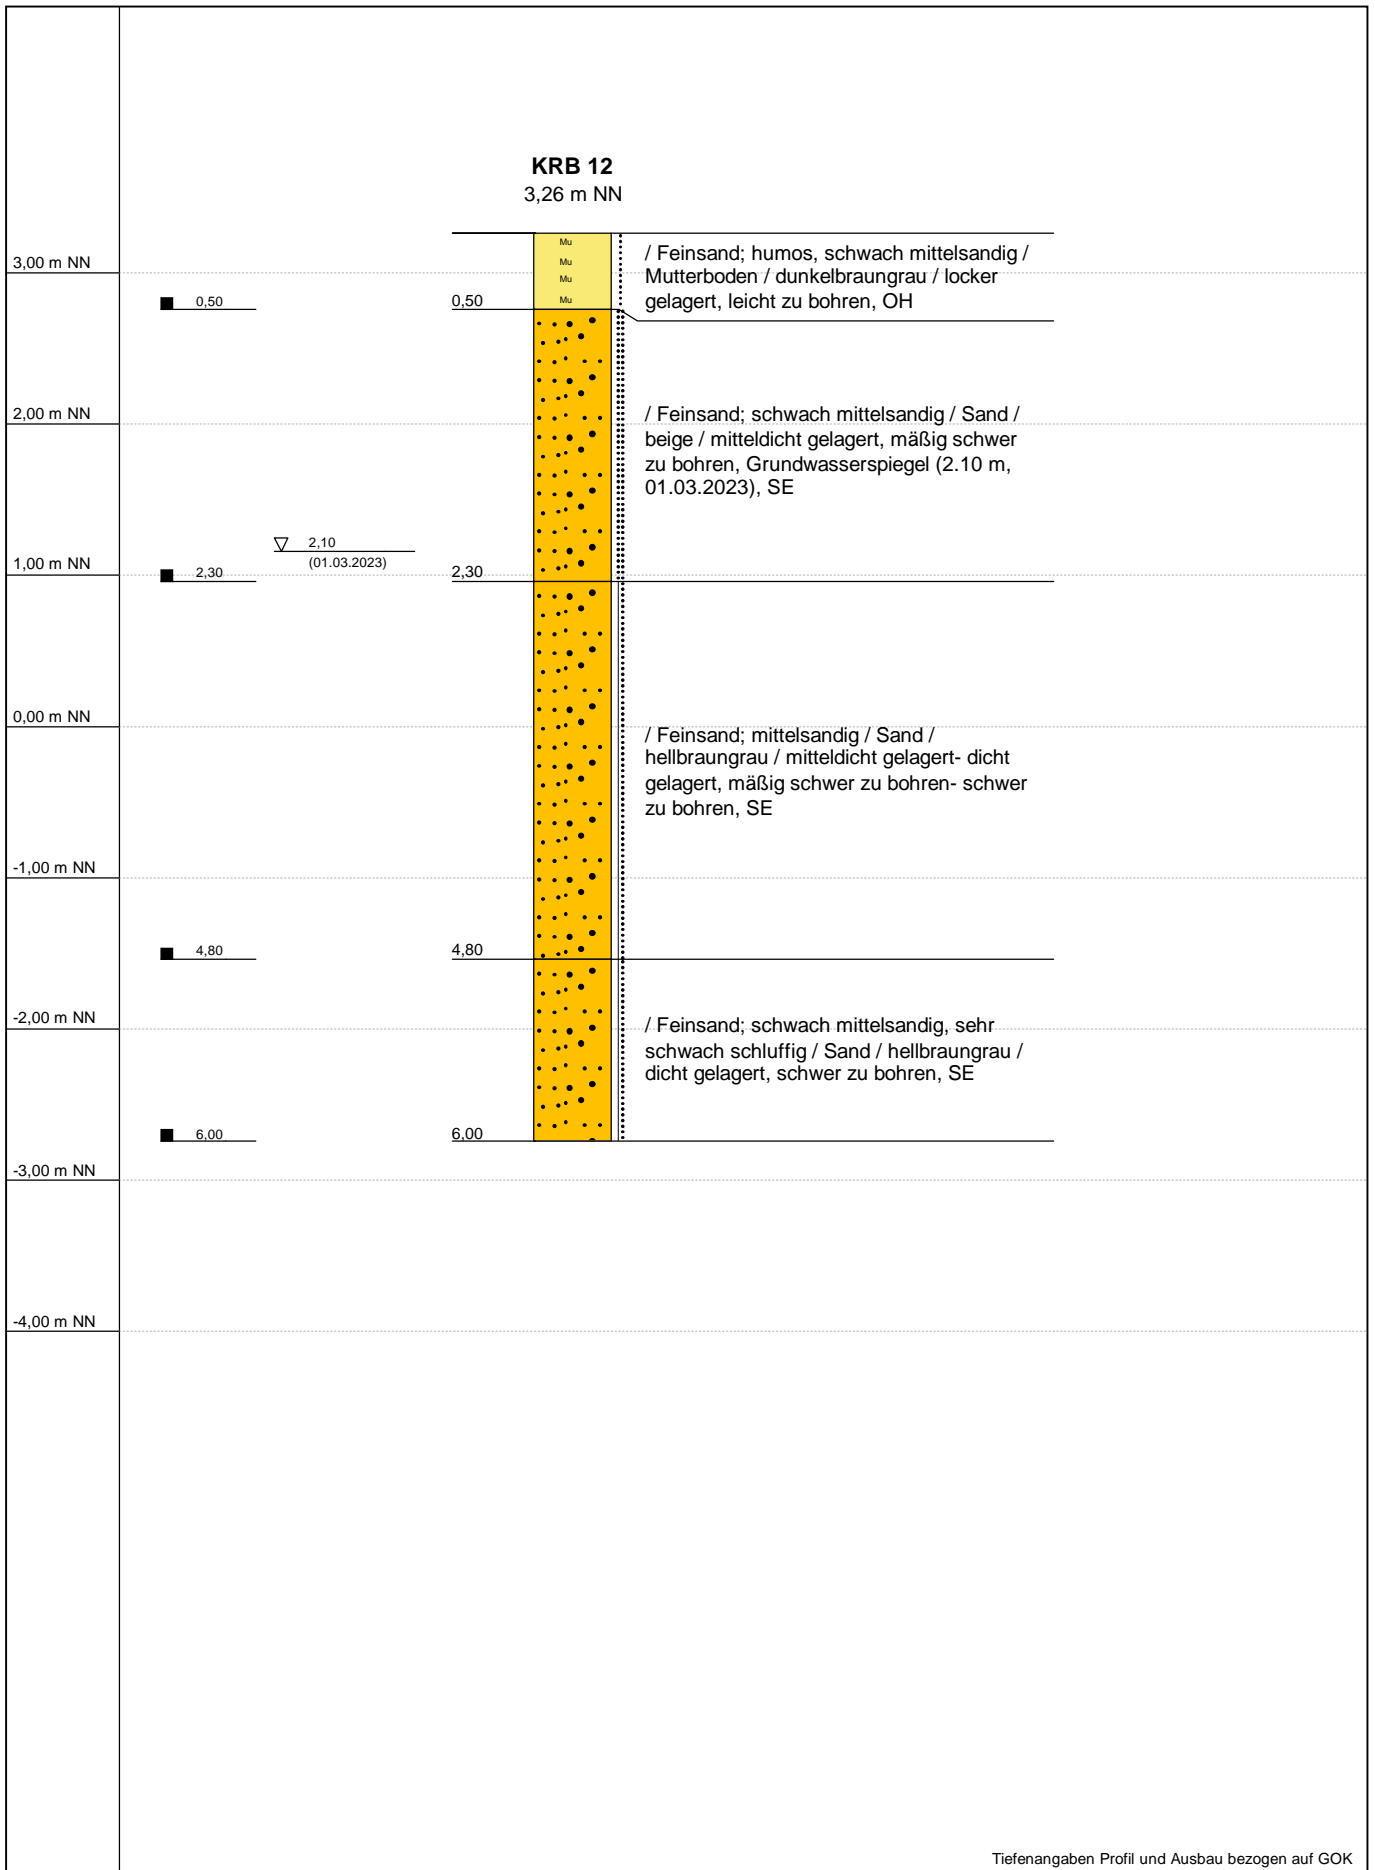 KRB 12
3,26 m NN
Mu
Mu
Mu
Mu
/ Feinsand; humos, schwach mittelsandig /
Mutterboden / dunkelbraungrau / locker
gelagert, leicht zu bohren, OH
3,00 m NN
0,50
0,50
2,00 m NN
/ Feinsand; schwach mittelsandig / Sand /
beige / mitteldicht gelagert, mäßig schwer
zu bohren, Grundwasserspiegel (2.10 m,
01.03.2023), SE
2,10
(01.03.2023)
1,00 m NN
2,30
2,30
0,00 m NN
/ Feinsand; mittelsandig / Sand /
hellbraungrau / mitteldicht gelagert- dicht
gelagert, mäßig schwer zu bohren- schwer
zu bohren, SE
-1,00 m NN
4,80
4,80
-2,00 m NN
/ Feinsand; schwach mittelsandig, sehr
schwach schluffig / Sand / hellbraungrau /
dicht gelagert, schwer zu bohren, SE
6,00
6,00
-3,00 m NN
-4,00 m NN
Tiefenangaben Profil und Ausbau bezogen auf GOK